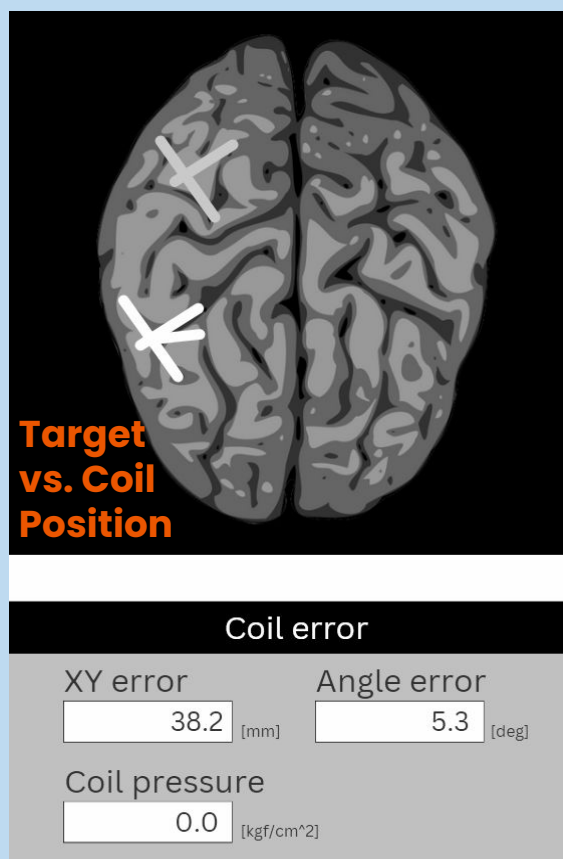 Target
vs. Coil
Position
Coil error
XY error
Angle error
38.2 [mm]
5.3 [deg]
Coil pressure
0.0 [kgf/cm^2]